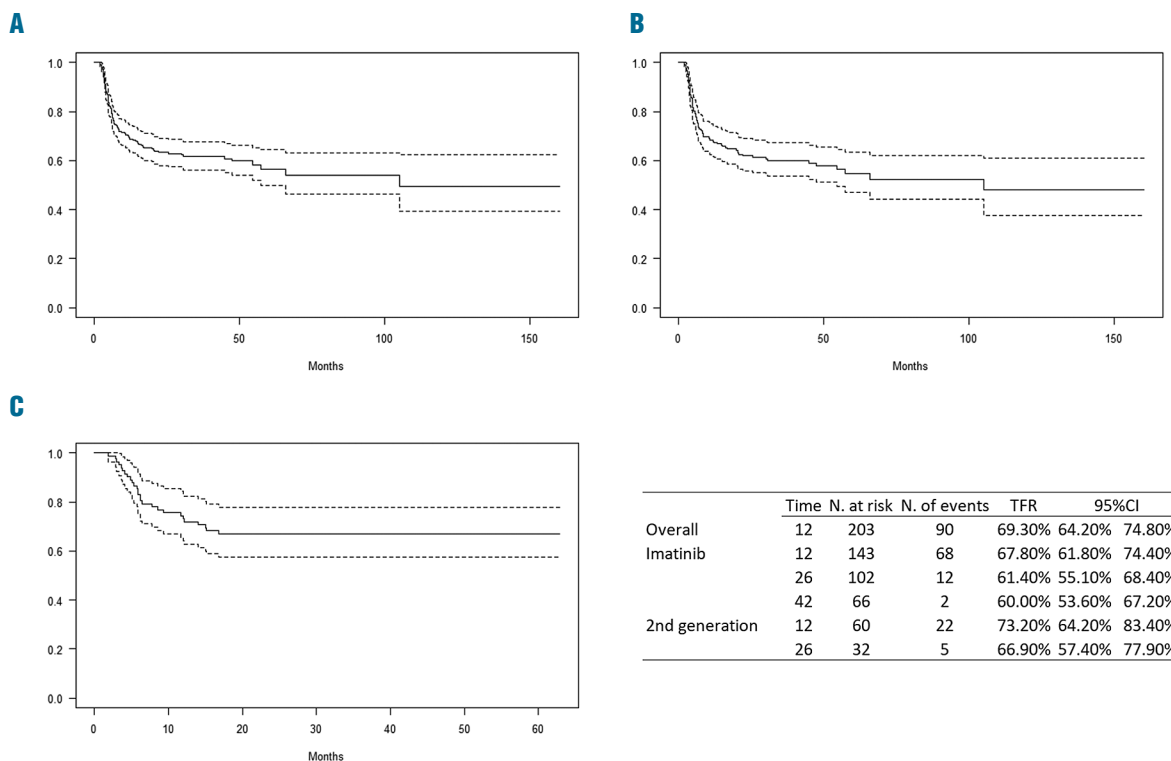 A
1.0
0.8
0.6
0.4
0.2
0.0
0 50 100 150
Months
B
1.0
0.8
0.6
0.4
0.2
0.0
0 50 100 150
Months
C
1.0
0.8
0.6
0.4
0.2
0.0
0 10 20 30 40 50 60
Months
Time N. at risk N. of events TFR 95%CI
Overall 12 203 90 69.30% 64.20% 74.80%
Imatinib 12 143 68 67.80% 61.80% 74.40%
26 102 12 61.40% 55.10% 68.40%
42 66 2 60.00% 53.60% 67.20%
2nd generation 12 60 22 73.20% 64.20% 83.40%
26 32 5 66.90% 57.40% 77.90%